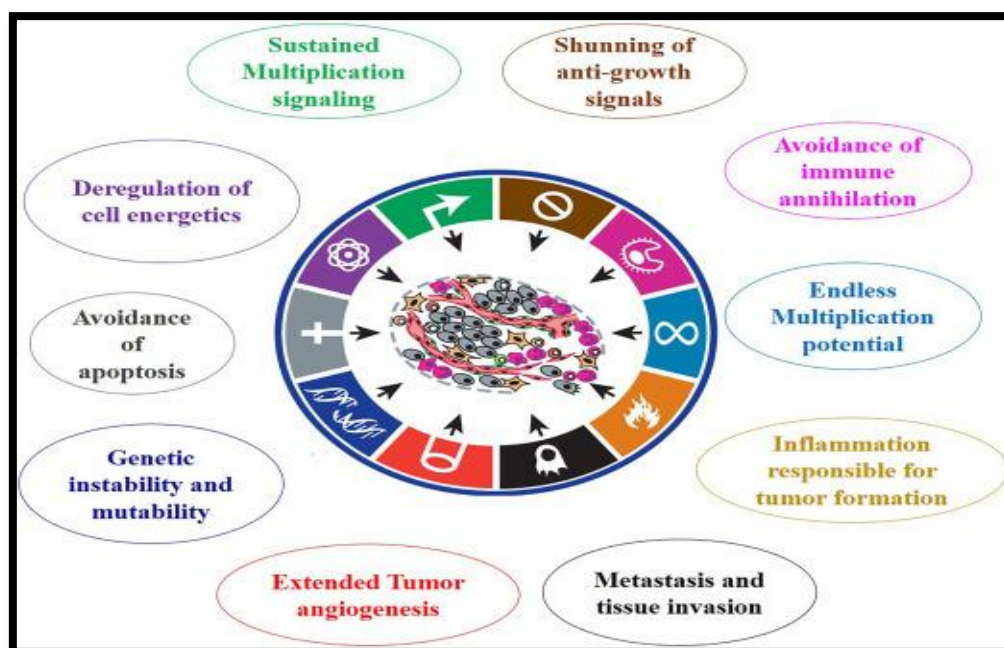 Sustained
Multiplication
signaling
Shunning of
anti-growth
signals
Deregulation of
cell energetics
Avoidance of
immune
annihilation
Avoidance
of
apoptosis
Endless
Multiplication
potential
Genetic
instability and
mutability
Inflammation
responsible for
tumor formation
Extended Tumor
angiogenesis
Metastasis and
tissue invasion